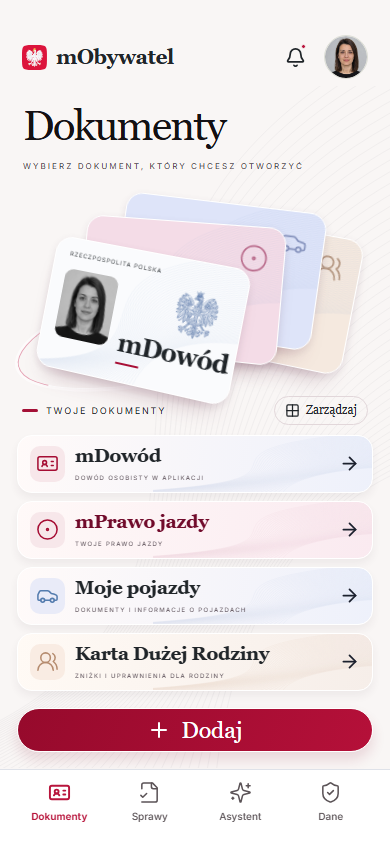 mObywatel
Dokumenty
WYBIERZ DOKUMENT, KTÓRY CHCESZ OTWORZYĆ
RZECZPOSPOLITA POLSKA
mDowód
TWOJE DOKUMENTY
Zarządzaj
mDowód
DOWÓD OSOBISTY W APLIKACJI
mPrawo jazdy
TWOJE PRAWO JAZDY
Moje pojazdy
DOKUMENTY I INFORMACJE O POJAZDACH
Karta Dużej Rodziny
ZNIŻKI I UPRAWNIENIA DLA RODZINY
Dodaj
Dokumenty
Sprawy
Asystent
Dane